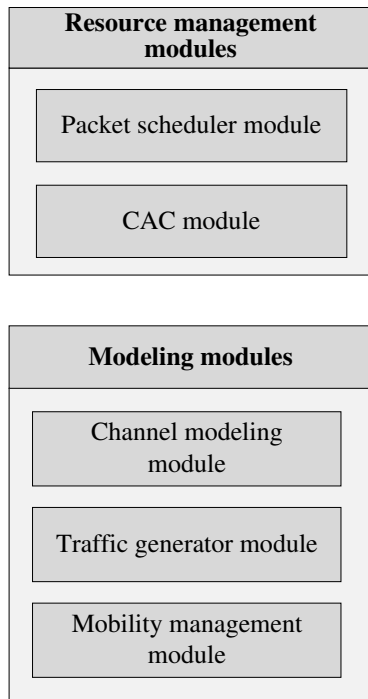 Resource management
modules
Packet scheduler module
CAC module
Modeling modules
Channel modeling
module
Traffic generator module
Mobility management
module